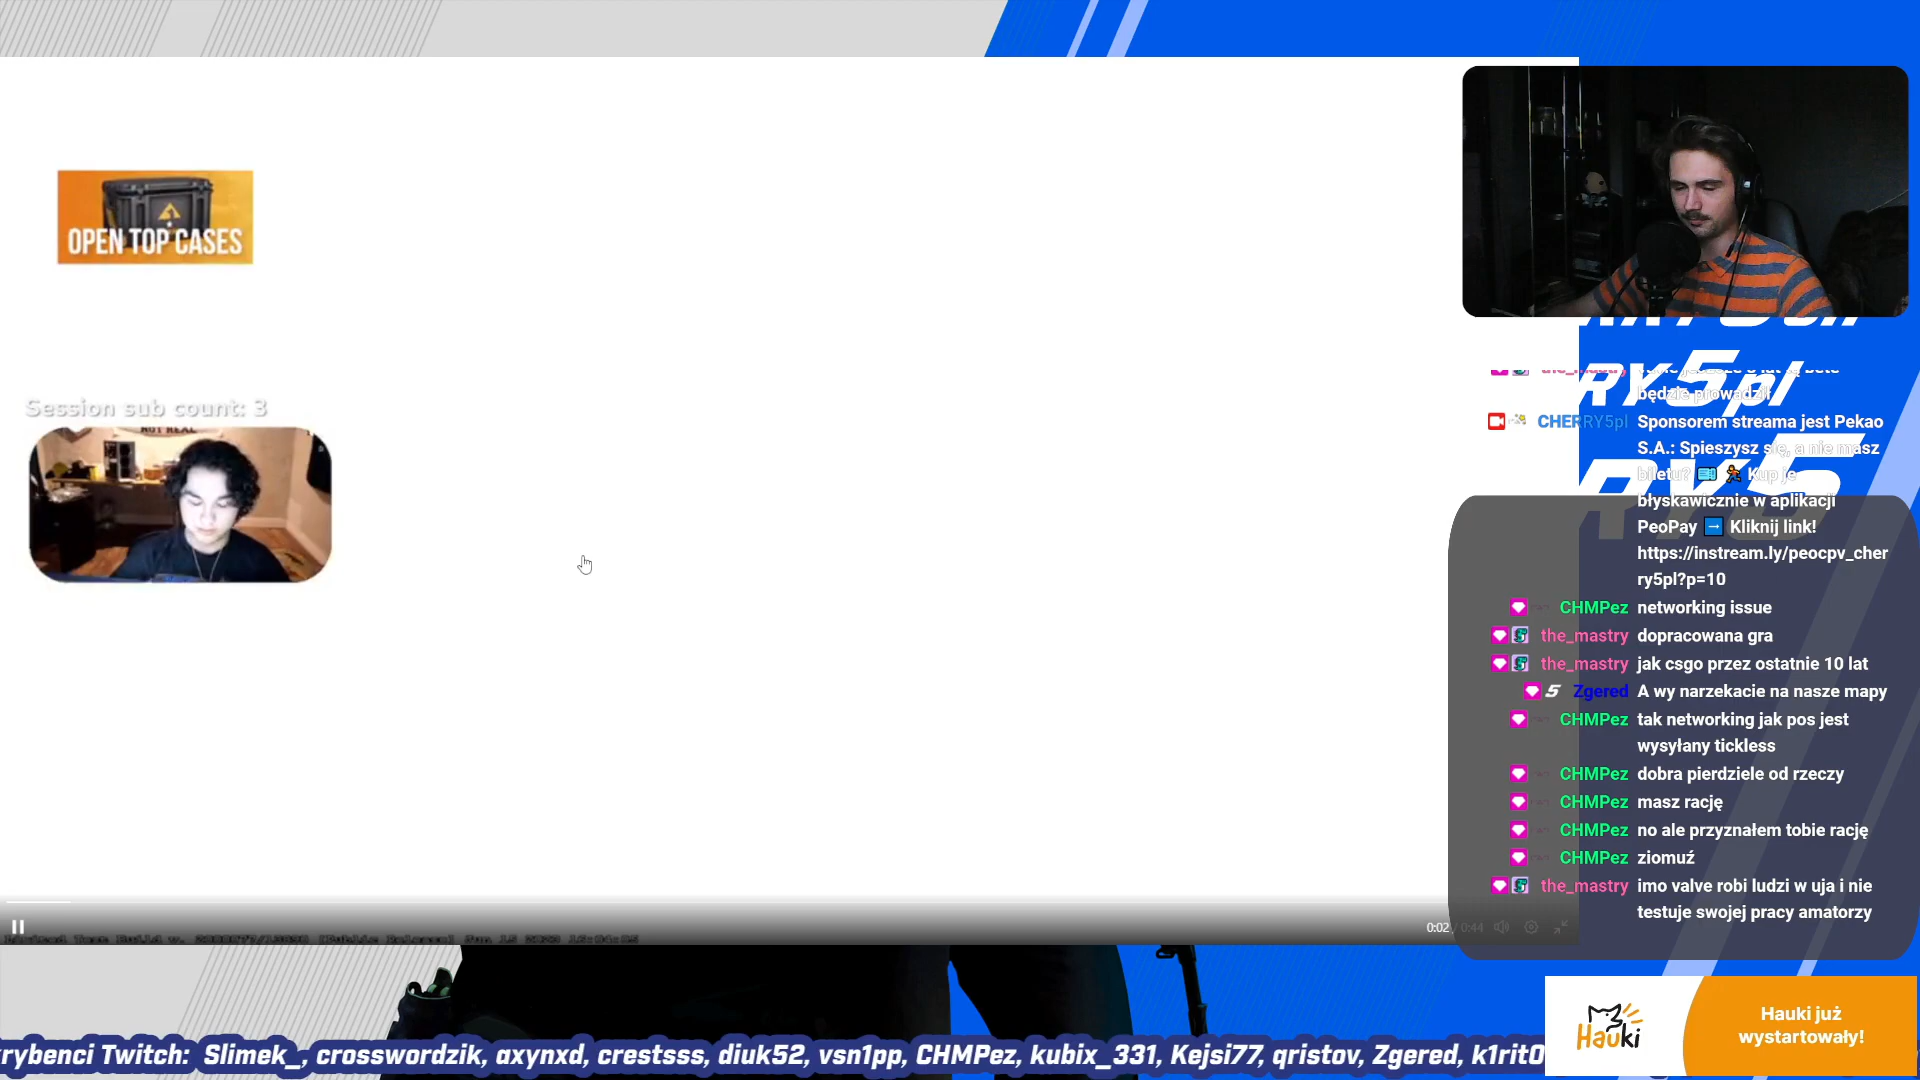 OPEN TOP CASES
Session sub count: 3
NOT REAL
RY5pl
RY5
będzie prowadził
CHERRY5pl Sponsorem streama jest Pekao
S.A.: Spieszysz się, a nie masz
biletu? Kup je
błyskawicznie w aplikacji
PeoPay Kliknij link!
https://instream.ly/peocpv_cher
ry5pl?p=10
CHMPez networking issue
the_mastry dopracowana gra
the_mastry jak csgo przez ostatnie 10 lat
Zgered A wy narzekacie na nasze mapy
CHMPez tak networking jak pos jest
wysyłany tickless
CHMPez dobra pierdziele od rzeczy
CHMPez masz rację
CHMPez no ale przyznałem tobie rację
CHMPez ziomuź
the_mastry imo valve robi ludzi w uja i nie
testuje swojej pracy amatorzy
0:02 / 0:44
Hauki
Hauki już
wystartowały!
rybenci Twitch: Slimek_, crosswordzik, axynxd, crestsss, diuk52, vsn1pp, CHMPez, kubix_331, Kejsi77, qristov, Zgered, k1rit0